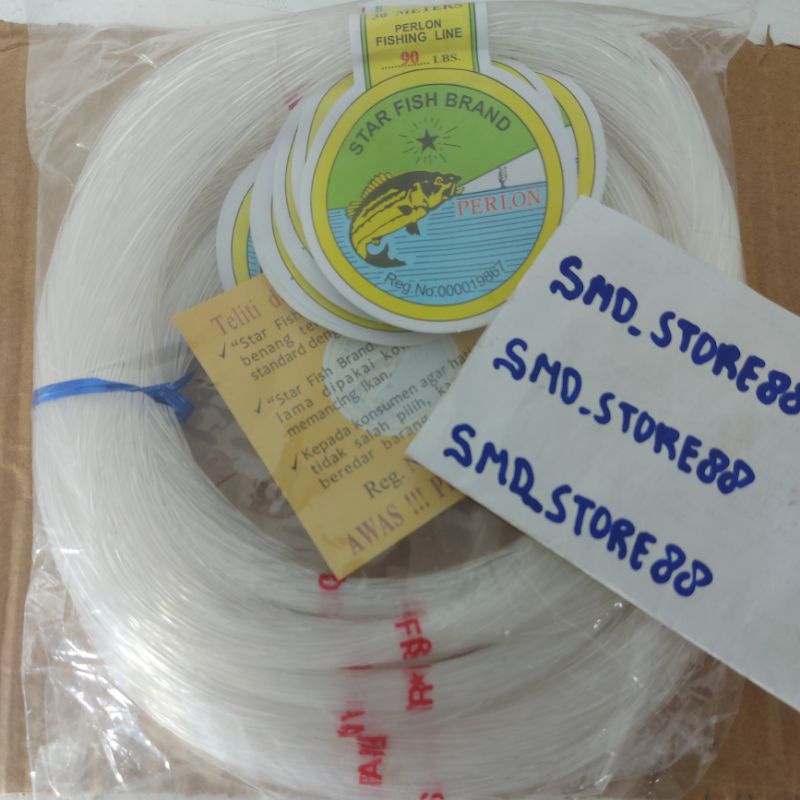 30 METERS
PERLON
FISHING LINE
90 LBS.
STAR FISH BRAND
PERLON
Reg.No.000019867
Teliti
"Star Fish
benang
standard
"Star Fish Brand
lama dipakai
memancing ikan.
Kepada konsumen agar
tidak salah pilih,
beredar
Reg.
AWAS !!!
SMD_STORE88
SMD_STORE88
SMD_STORE88